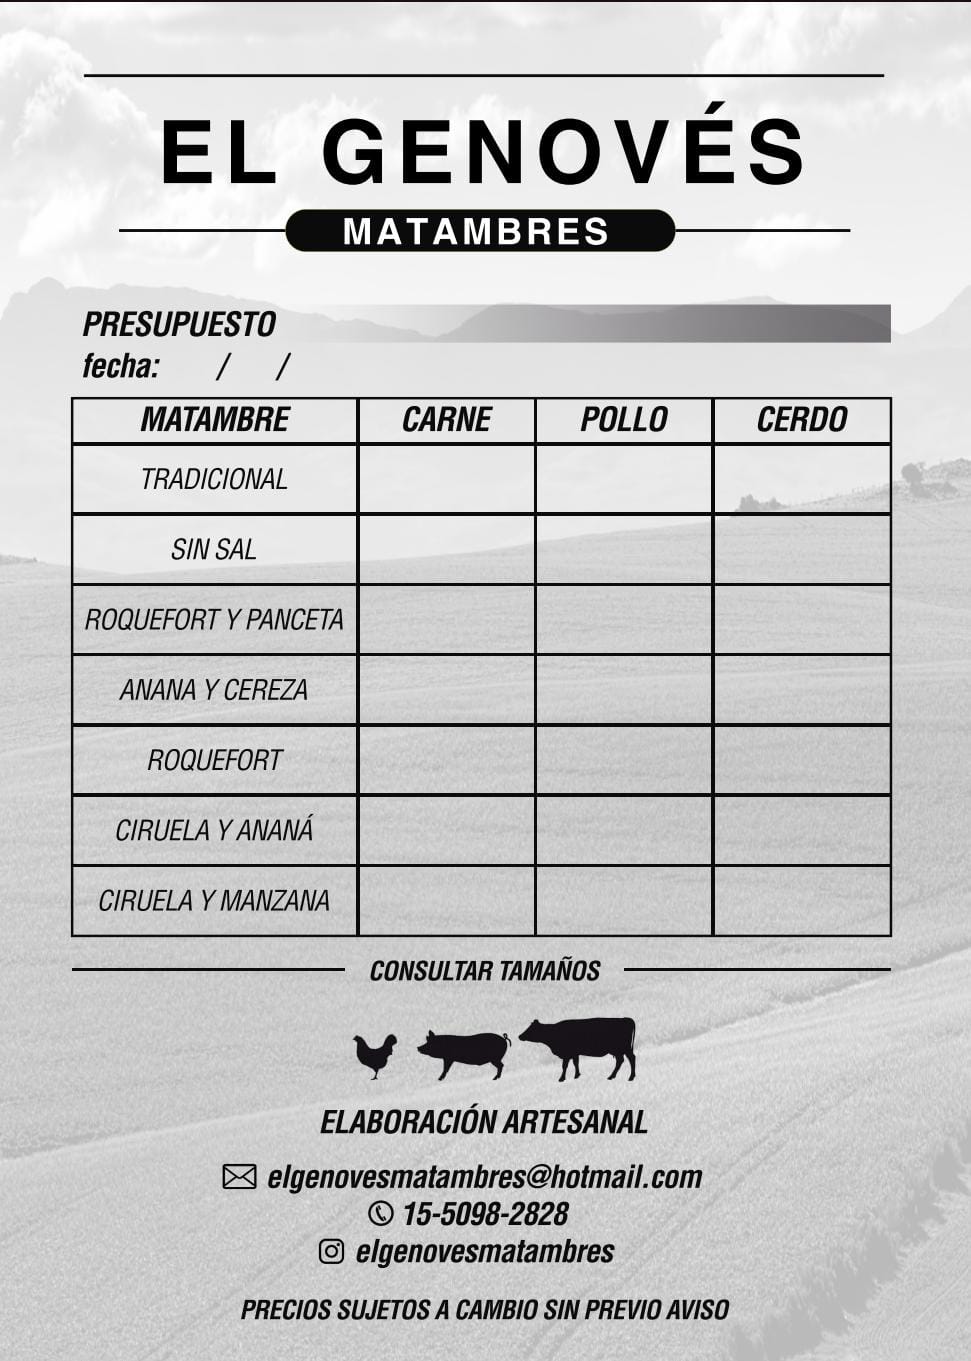 EL GENOVÉS
MATAMBRES
PRESUPUESTO
fecha: / /
MATAMBRE CARNE POLLO CERDO
TRADICIONAL
SIN SAL
ROQUEFORT Y PANCETA
ANANA Y CEREZA
ROQUEFORT
CIRUELA Y ANANÁ
CIRUELA Y MANZANA
CONSULTAR TAMAÑOS
ELABORACIÓN ARTESANAL
elgenovesmatambres@hotmail.com
15-5098-2828
elgenovesmatambres
PRECIOS SUJETOS A CAMBIO SIN PREVIO AVISO